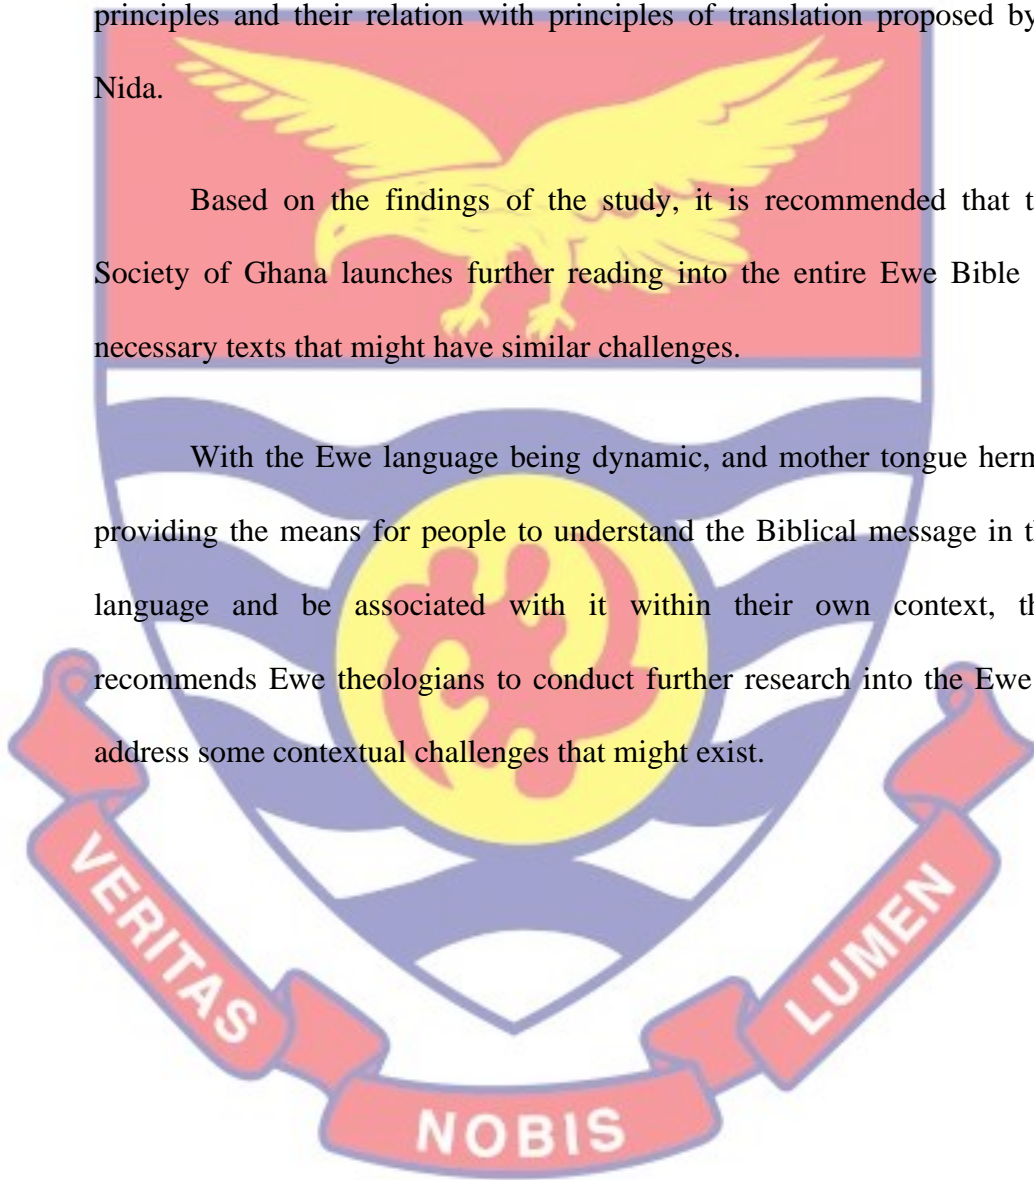 principles and their relation with principles of translation proposed by
Nida.
Based on the findings of the study, it is recommended that
Society of Ghana launches further reading into the entire Ewe Bible
necessary texts that might have similar challenges.
With the Ewe language being dynamic, and mother tongue
providing the means for people to understand the Biblical message in
language and be associated with it within their own context,
recommends Ewe theologians to conduct further research into the Ewe
address some contextual challenges that might exist.
VERITAS
NOBIS
LUMEN